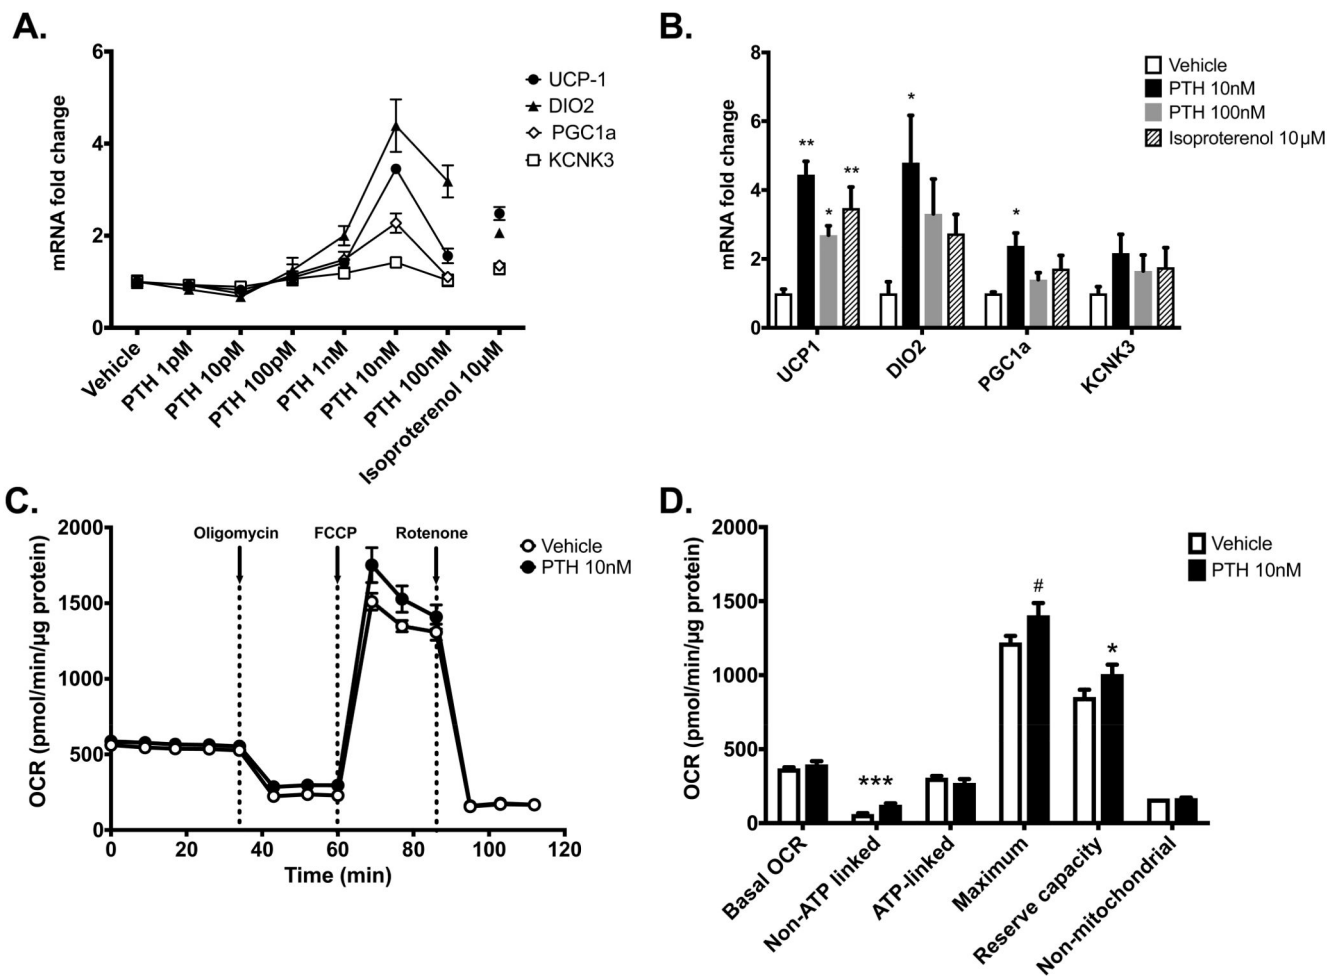 A.
mRNA fold change
6
4
2
0
UCP-1
DIO2
PGC1a
KCNK3
Vehicle
PTH 1pM
PTH 10pM
PTH 100pM
PTH 1nM
PTH 10nM
PTH 100nM
Isoproterenol 10µM
B.
mRNA fold change
8
6
4
2
0
**
*
**
*
*
Vehicle
PTH 10nM
PTH 100nM
Isoproterenol 10µM
UCP1
DIO2
PGC1a
KCNK3
C.
OCR (pmol/min/µg protein)
2000
1500
1000
500
0
Oligomycin
FCCP
Rotenone
Vehicle
PTH 10nM
0 20 40 60 80 100 120
Time (min)
D.
OCR (pmol/min/µg protein)
2000
1500
1000
500
0
***
#
*
Vehicle
PTH 10nM
Basal OCR
Non-ATP linked
ATP-linked
Maximum
Reserve capacity
Non-mitochondrial